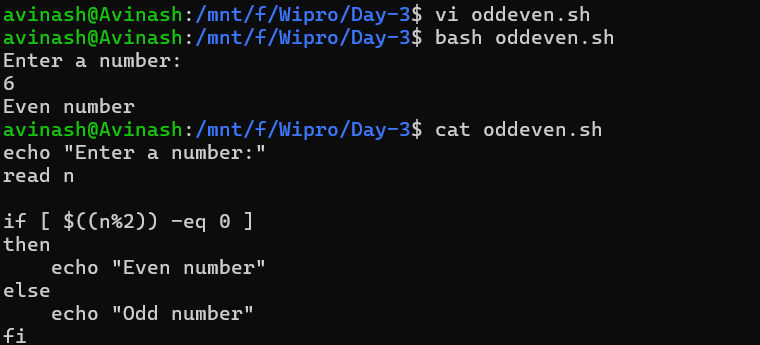 avinash@Avinash:/mnt/f/Wipro/Day-3$ vi oddeven.sh
avinash@Avinash:/mnt/f/Wipro/Day-3$ bash oddeven.sh
Enter a number:
6
Even number
avinash@Avinash:/mnt/f/Wipro/Day-3$ cat oddeven.sh
echo "Enter a number:"
read n

if [ $((n%2)) -eq 0 ]
then
    echo "Even number"
else
    echo "Odd number"
fi